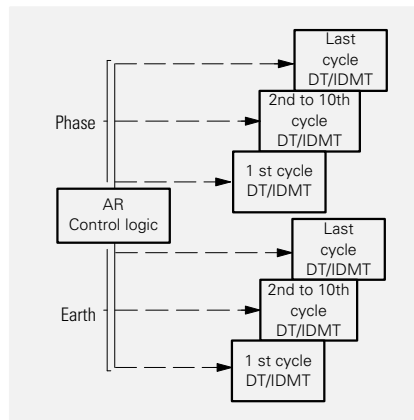 Last
cycle
DT/IDMT
2nd to 10th
cycle
DT/IDMT
Phase
1 st cycle
DT/IDMT
AR
Control logic
Last
cycle
DT/IDMT
2nd to 10th
cycle
DT/IDMT
Earth
1 st cycle
DT/IDMT